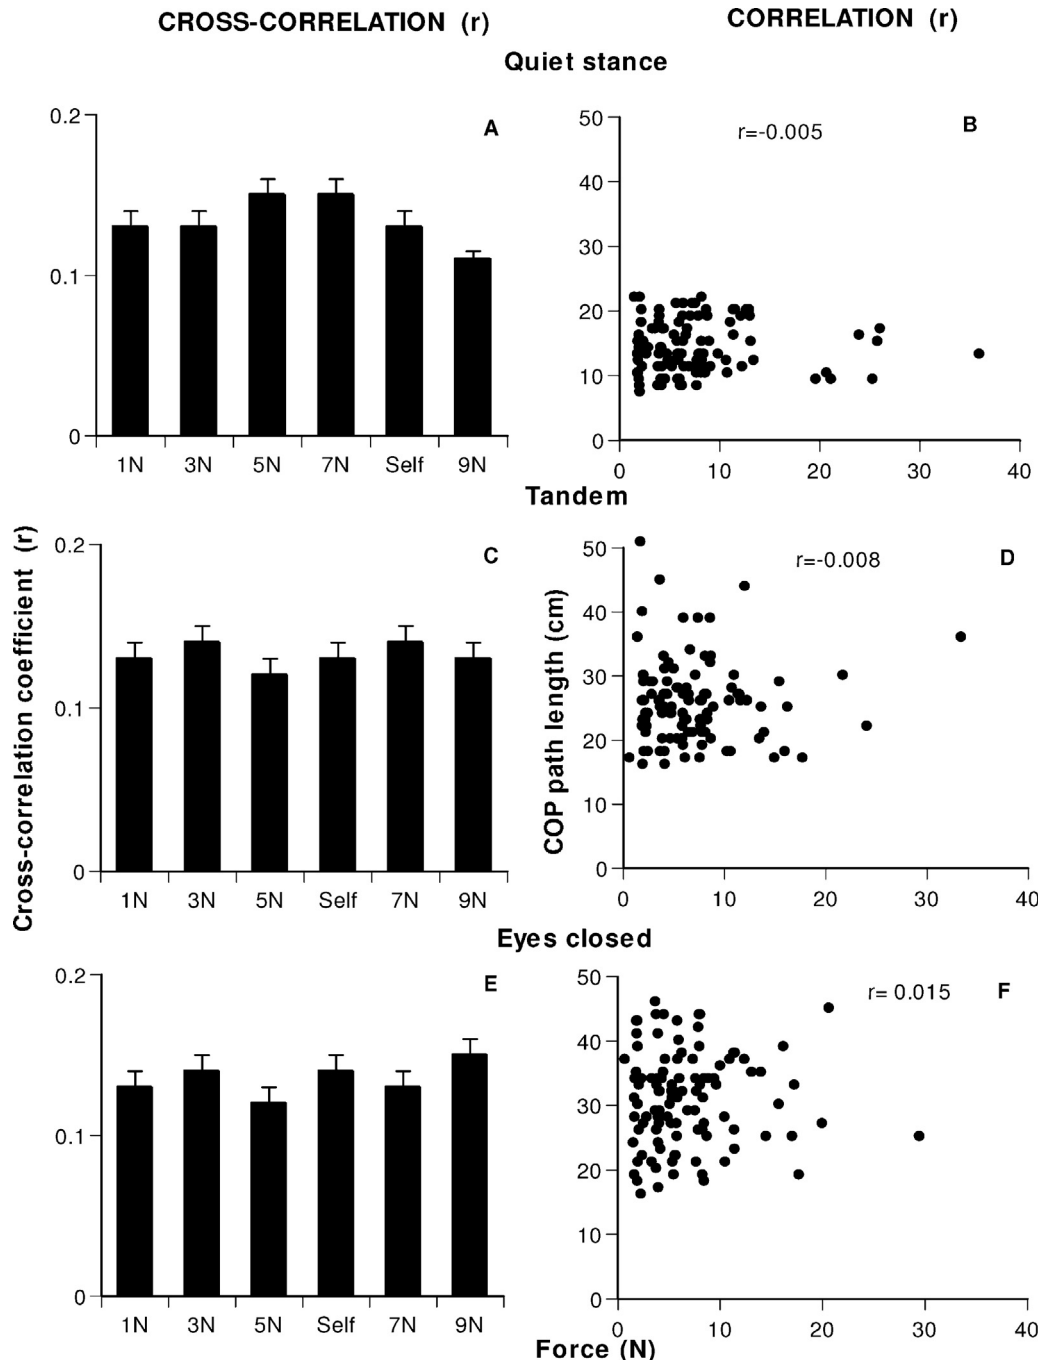 CROSS-CORRELATION (r)
CORRELATION (r)
Quiet stance
0.2
0.1
0
A
1N 3N 5N 7N Self 9N
50
40
30
20
10
0
r=-0.005
B
0 10 20 30 40
Tandem
Cross-correlation coefficient (r)
0.2
0.1
0
C
1N 3N 5N Self 7N 9N
COP path length (cm)
50
40
30
20
10
0
r=-0.008
D
0 10 20 30 40
Eyes closed
0.2
0.1
0
E
1N 3N 5N Self 7N 9N
50
40
30
20
10
0
r= 0.015
F
0 10 20 30 40
Force (N)